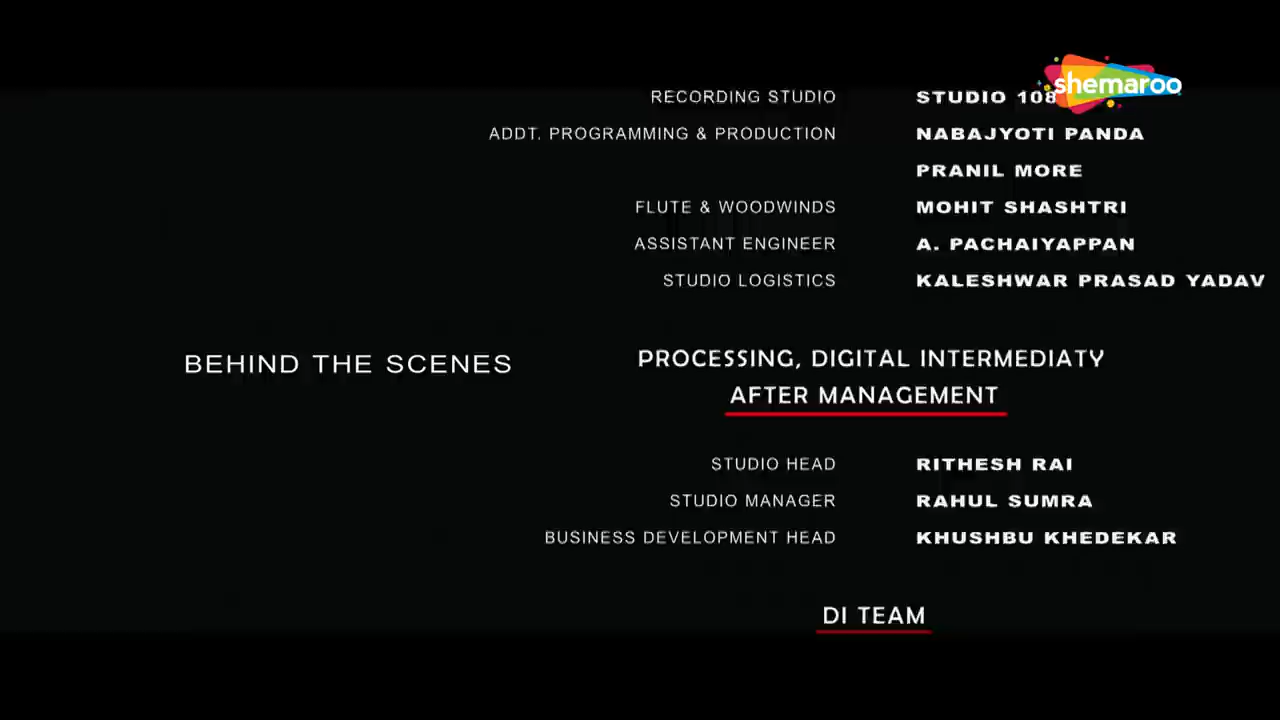 shemaroo
RECORDING STUDIO STUDIO 108
ADDT. PROGRAMMING & PRODUCTION NABAJYOTI PANDA
PRANIL MORE
FLUTE & WOODWINDS MOHIT SHASHTRI
ASSISTANT ENGINEER A. PACHAIYAPPAN
STUDIO LOGISTICS KALESHWAR PRASAD YADAV
BEHIND THE SCENES
PROCESSING, DIGITAL INTERMEDIATY
AFTER MANAGEMENT
STUDIO HEAD RITHESH RAI
STUDIO MANAGER RAHUL SUMRA
BUSINESS DEVELOPMENT HEAD KHUSHBU KHEDEKAR
DI TEAM